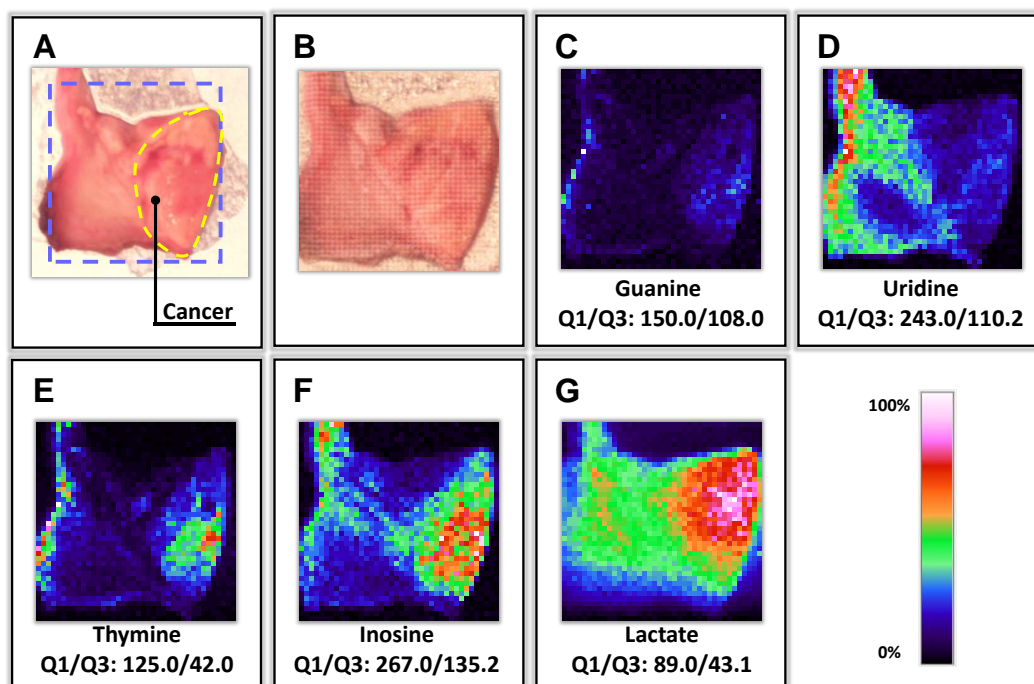 A
B
C
D
Cancer
Guanine
Q1/Q3: 150.0/108.0
Uridine
Q1/Q3: 243.0/110.2
E
F
G
100%
0%
Thymine
Q1/Q3: 125.0/42.0
Inosine
Q1/Q3: 267.0/135.2
Lactate
Q1/Q3: 89.0/43.1